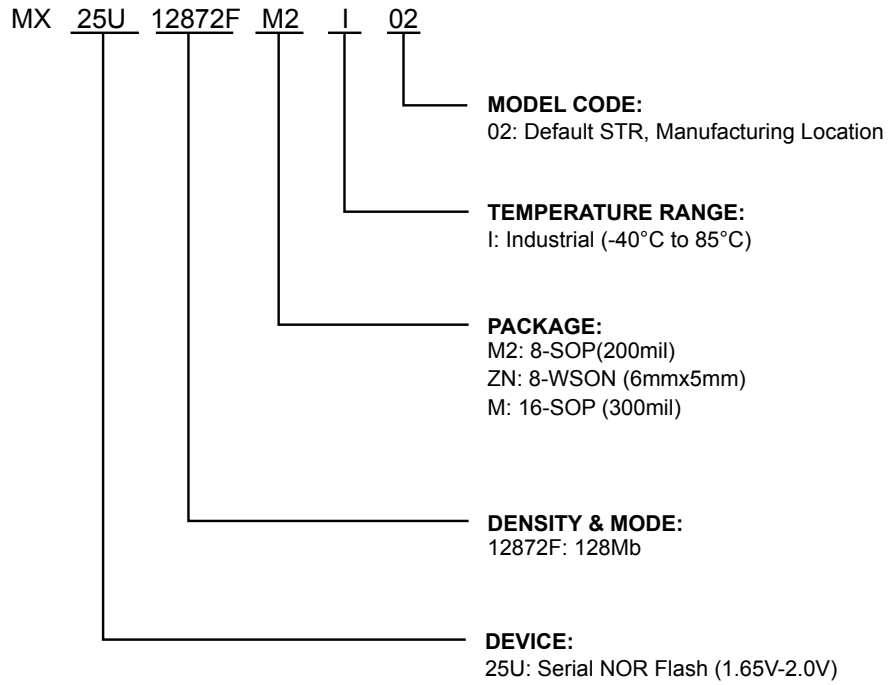 MX 25U 12872F M2 I 02
MODEL CODE:
02: Default STR, Manufacturing Location
TEMPERATURE RANGE:
I: Industrial (-40°C to 85°C)
PACKAGE:
M2: 8-SOP(200mil)
ZN: 8-WSON (6mmx5mm)
M: 16-SOP (300mil)
DENSITY & MODE:
12872F: 128Mb
DEVICE:
25U: Serial NOR Flash (1.65V-2.0V)